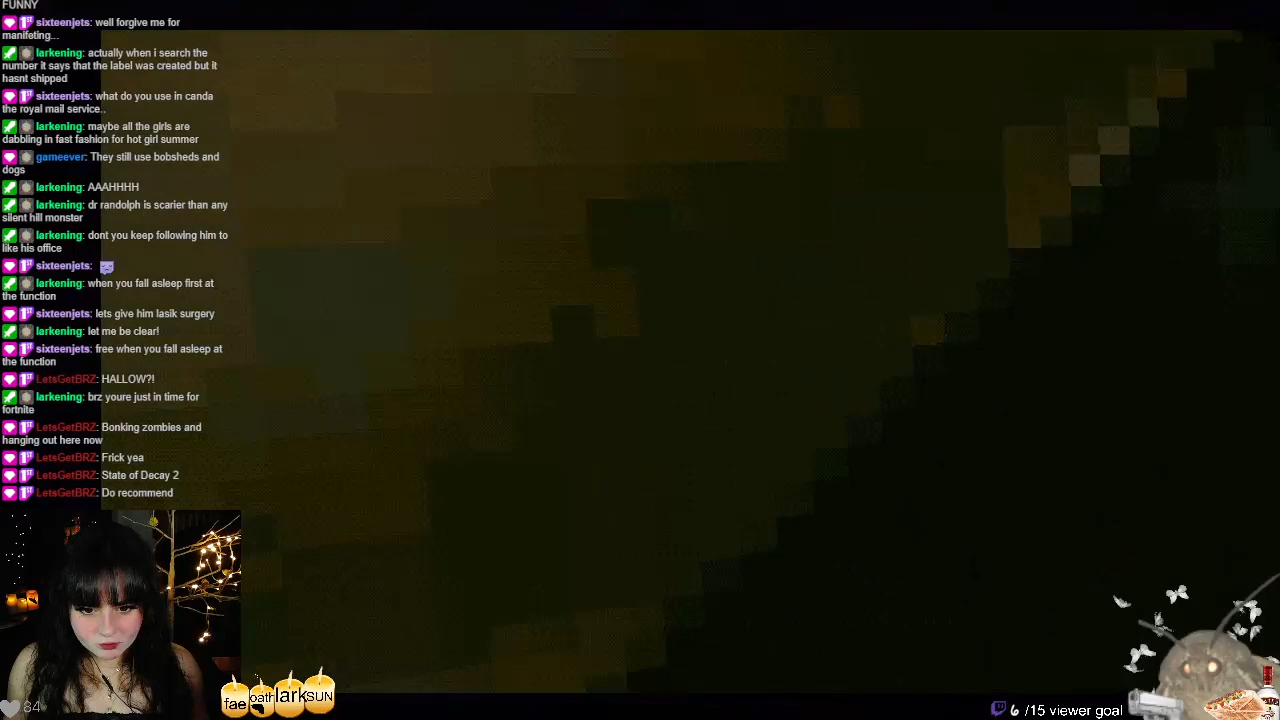 FUNNY
sixteenjets: well forgive me for
manifeting...
larkening: actually when i search the
number it says that the label was created but it
hasnt shipped
sixteenjets: what do you use in canda
the royal mail service..
larkening: maybe all the girls are
dabbling in fast fashion for hot girl summer
gameever: They still use bobsheds and
dogs
larkening: AAAHHHH
larkening: dr randolph is scarier than any
silent hill monster
larkening: dont you keep following him to
like his office
sixteenjets:
larkening: when you fall asleep first at
the function
sixteenjets: lets give him lasik surgery
larkening: let me be clear!
sixteenjets: free when you fall asleep at
the function
LetsGetBRZ: HALLOW?!
larkening: brz youre just in time for
fortnite
LetsGetBRZ: Bonking zombies and
hanging out here now
LetsGetBRZ: Frick yea
LetsGetBRZ: State of Decay 2
LetsGetBRZ: Do recommend
fae oath lark SUN
84
6 /15 viewer goal